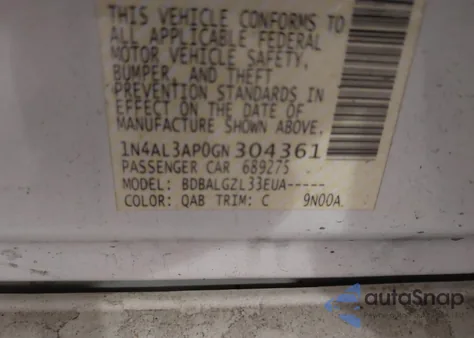 THIS VEHICLE CONFORMS TO
ALL APPLICABLE FEDERAL
MOTOR VEHICLE SAFETY,
BUMPER, AND THEFT
PREVENTION STANDARDS IN
EFFECT ON THE DATE OF
MANUFACTURE SHOWN ABOVE.
1N4AL3AP0GN304361
PASSENGER CAR 689275
MODEL: BDBALGZL33EUA-----
COLOR: QAB TRIM: C 9N00A
autoSnap